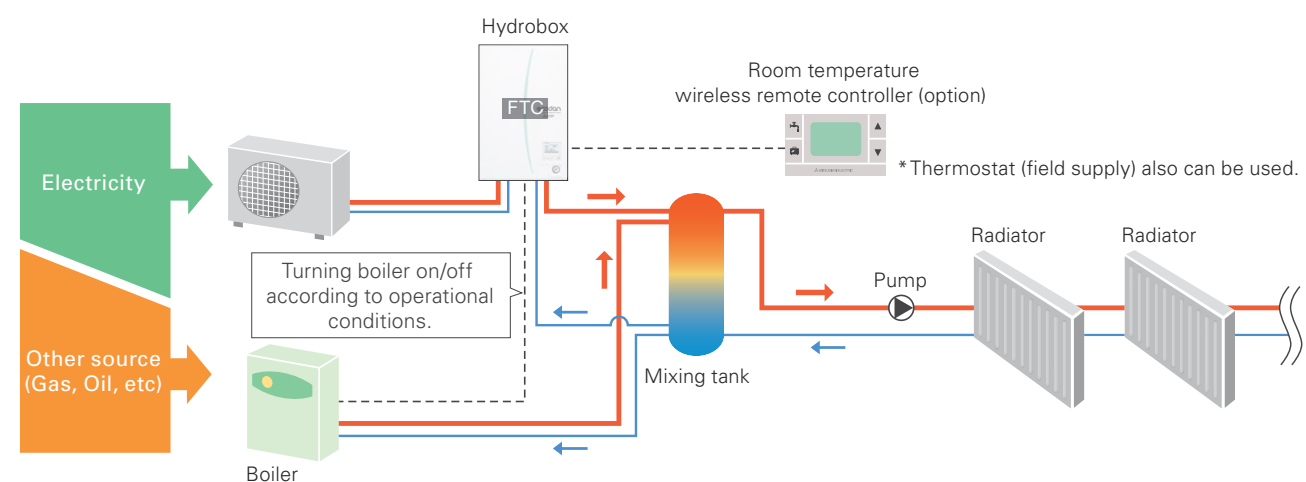 Hydrobox
FTC
Room temperature
wireless remote controller (option)
* Thermostat (field supply) also can be used.
Electricity
Turning boiler on/off
according to operational
conditions.
Radiator
Radiator
Pump
Other source
(Gas, Oil, etc)
Mixing tank
Boiler